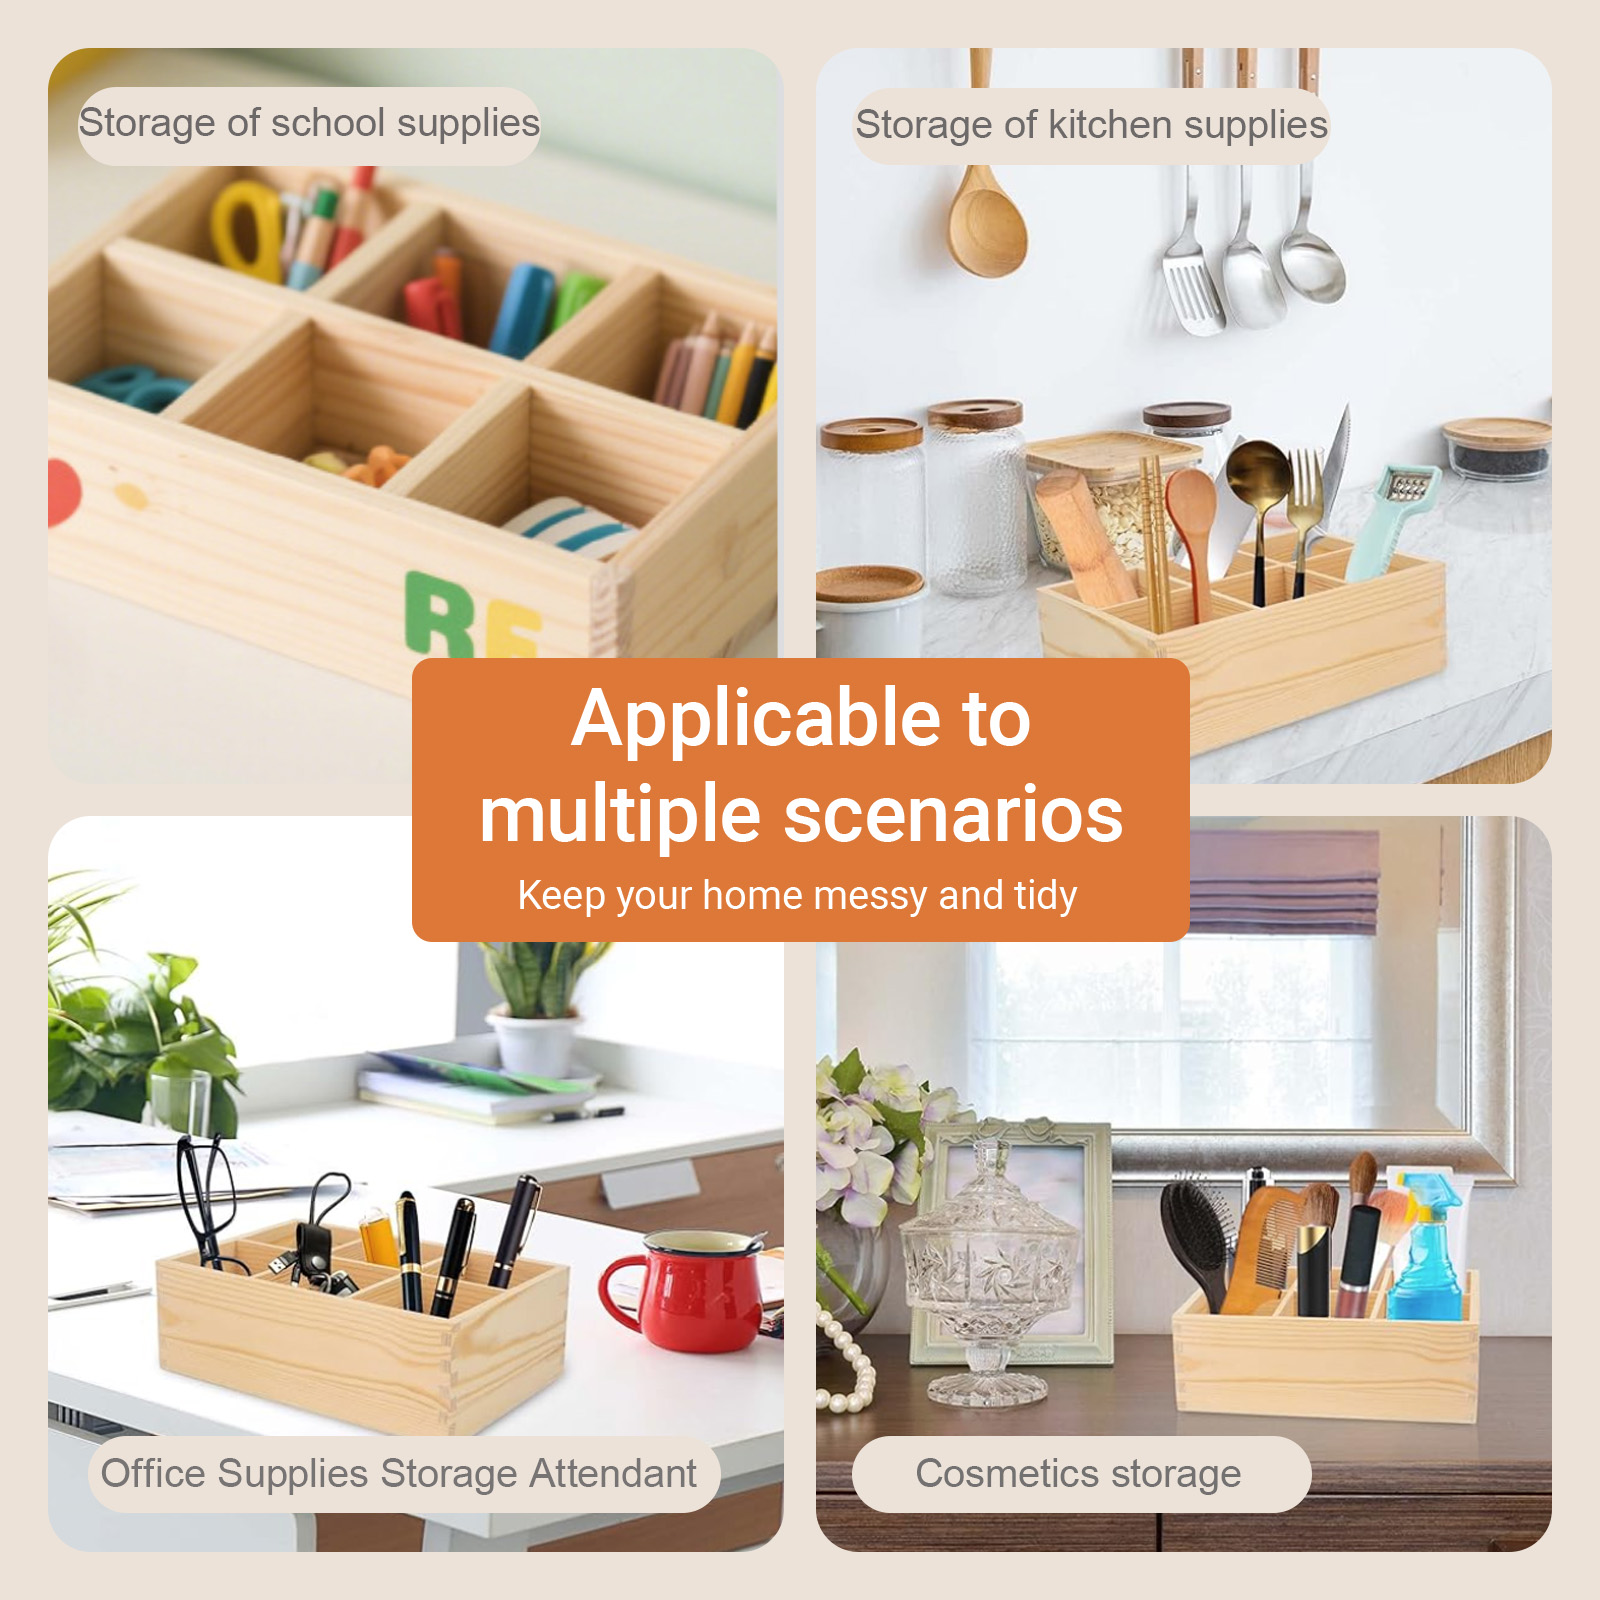 Storage of school supplies
Storage of kitchen supplies
RE
Applicable to
multiple scenarios
Keep your home messy and tidy
Office Supplies Storage Attendant
Cosmetics storage